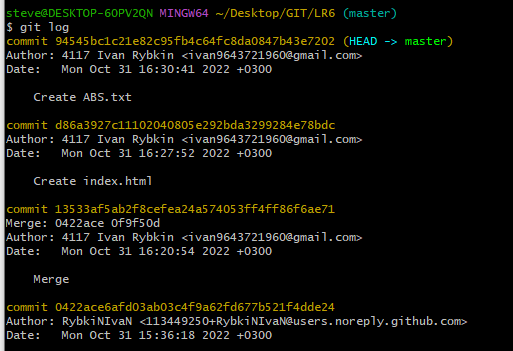 steve@DESKTOP-6OPV2QN MINGW64 ~/Desktop/GIT/LR6 (master)
$ git log
commit 94545bc1c21e82c95fb4c64fc8da0847b43e7202 (HEAD -> master)
Author: 4117 Ivan Rybkin <ivan9643721960@gmail.com>
Date:   Mon Oct 31 16:30:41 2022 +0300
    Create ABS.txt
commit d86a3927c11102040805e292bda3299284e78bdc
Author: 4117 Ivan Rybkin <ivan9643721960@gmail.com>
Date:   Mon Oct 31 16:27:52 2022 +0300
    Create index.html
commit 13533af5ab2f8cefea24a574053ff4ff86f6ae71
Merge: 0422ace 0f9f50d
Author: 4117 Ivan Rybkin <ivan9643721960@gmail.com>
Date:   Mon Oct 31 16:20:54 2022 +0300
    Merge
commit 0422ace6afd03ab03c4f9a62fd677b521f4dde24
Author: RybkiNIvaN <113449250+RybkiNIvaN@users.noreply.github.com>
Date:   Mon Oct 31 15:36:18 2022 +0300